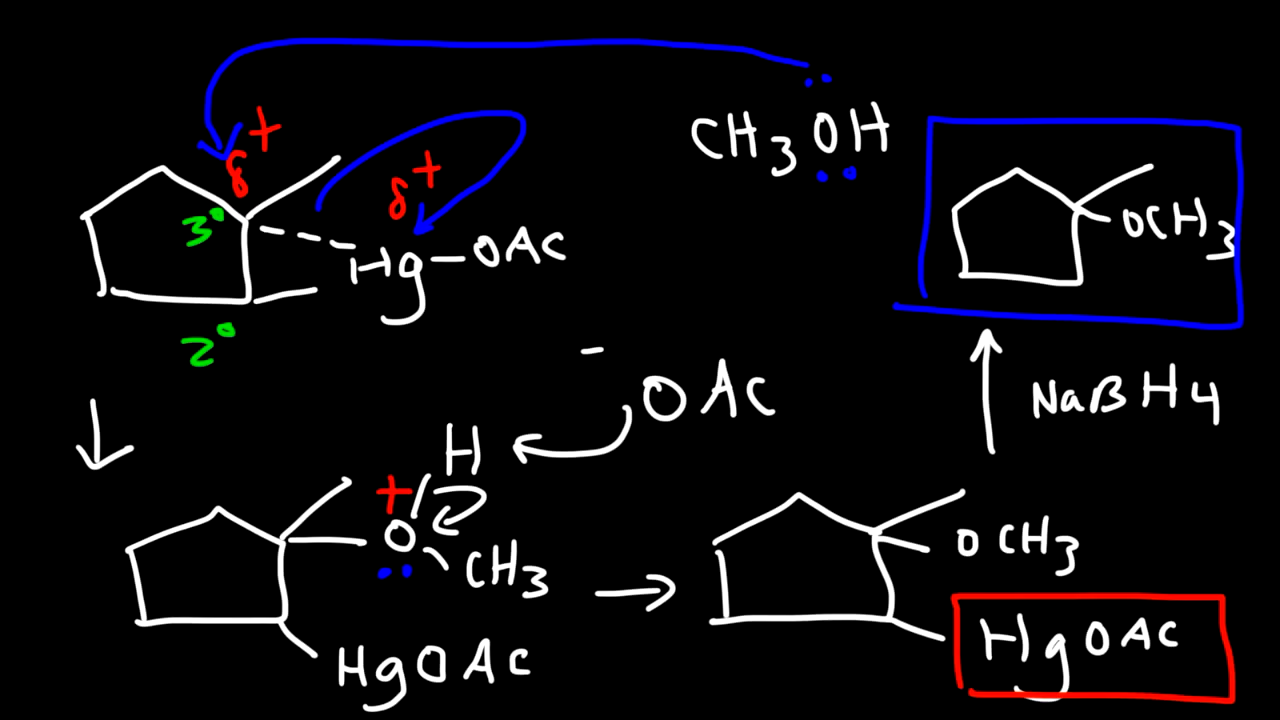 δ+
CH3OH
3°
δ+
Hg-OAc
OCH3
2°
-
OAc
NaBH4
H
+
O
CH3
OCH3
HgOAc
HgOAc